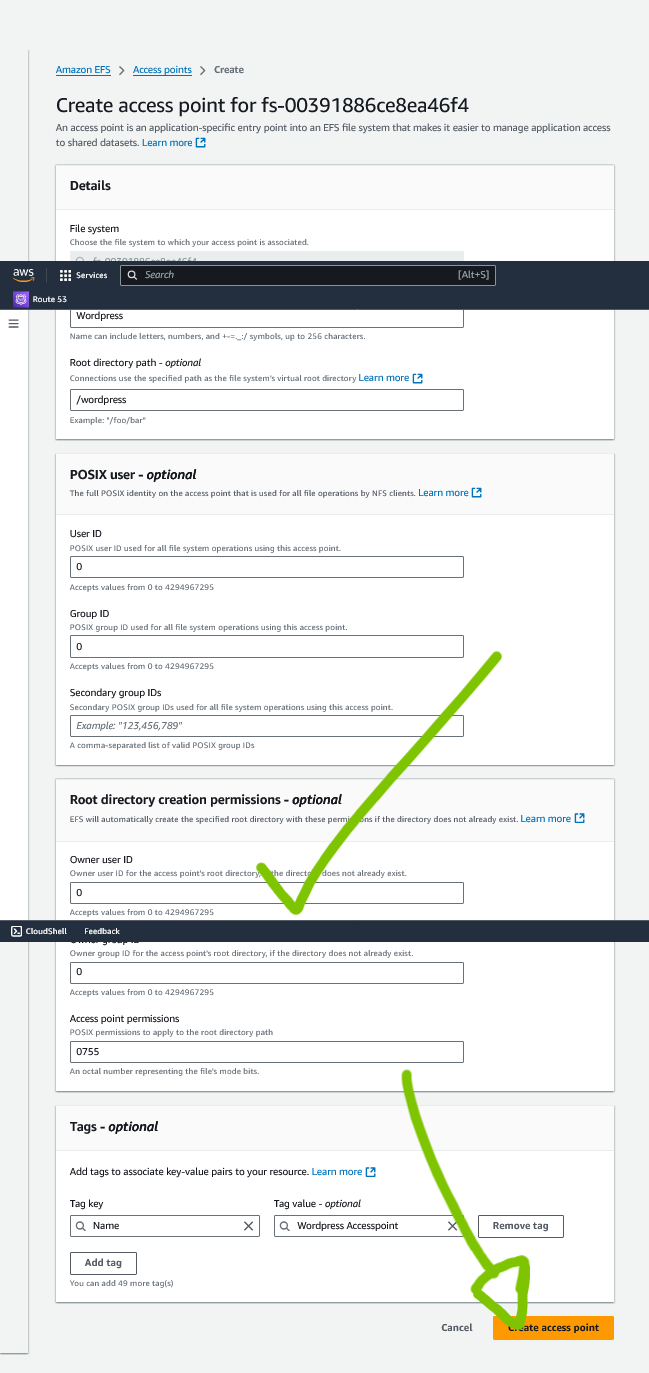 Amazon EFS > Access points > Create
Create access point for fs-00391886ce8ea46f4
An access point is an application-specific entry point into an EFS file system that makes it easier to manage application access
to shared datasets. Learn more
Details
File system
Choose the file system to which your access point is associated.
fs-00391886ce8ea46f4
aws
Services
Search
[Alt+S]
Route 53
Wordpress
Name can include letters, numbers, and +-=._:/ symbols, up to 256 characters.
Root directory path - optional
Connections use the specified path as the file system's virtual root directory Learn more
/wordpress
Example: "/foo/bar"
POSIX user - optional
The full POSIX identity on the access point that is used for all file operations by NFS clients. Learn more
User ID
POSIX user ID used for all file system operations using this access point.
0
Accepts values from 0 to 4294967295
Group ID
POSIX group ID used for all file system operations using this access point.
0
Accepts values from 0 to 4294967295
Secondary group IDs
Secondary POSIX group IDs used for all file system operations using this access point.
Example: "123,456,789"
A comma-separated list of valid POSIX group IDs
Root directory creation permissions - optional
EFS will automatically create the specified root directory with these permissions if the directory does not already exist. Learn more
Owner user ID
Owner user ID for the access point's root directory, if the directory does not already exist.
0
Accepts values from 0 to 4294967295
CloudShell Feedback
Owner group ID
Owner group ID for the access point's root directory, if the directory does not already exist.
0
Accepts values from 0 to 4294967295
Access point permissions
POSIX permissions to apply to the root directory path
0755
An octal number representing the file's mode bits.
Tags - optional
Add tags to associate key-value pairs to your resource. Learn more
Tag key Tag value - optional
Name Wordpress Accesspoint Remove tag
Add tag
You can add 49 more tag(s)
Cancel Create access point